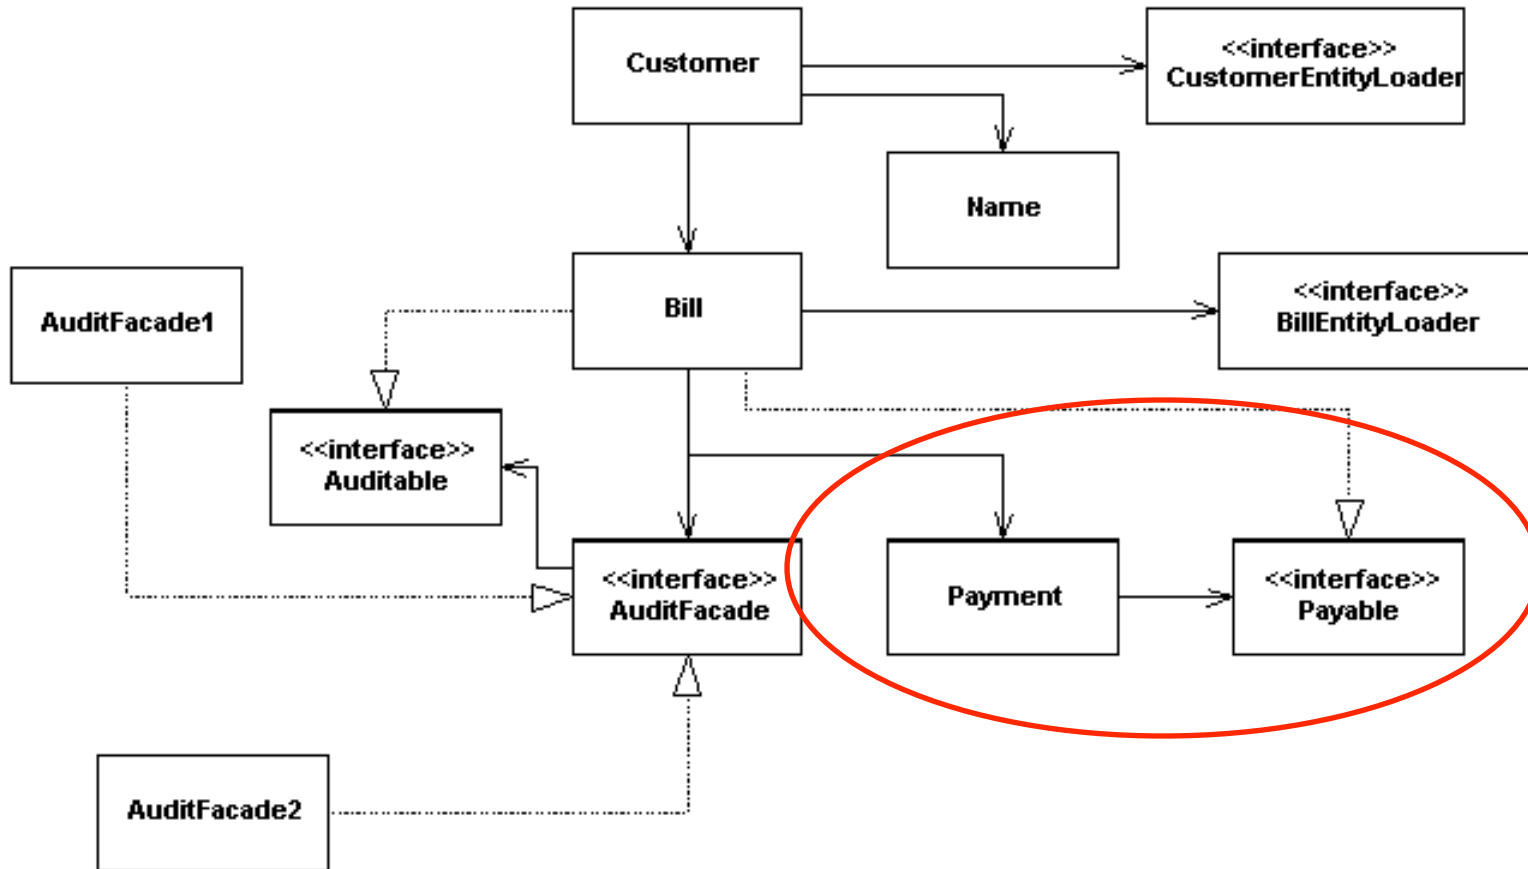 Customer
<<interface>>
CustomerEntityLoader
Name
Bill
<<interface>>
BillEntityLoader
AuditFacade1
<<interface>>
Auditable
<<interface>>
AuditFacade
Payment
<<interface>>
Payable
AuditFacade2